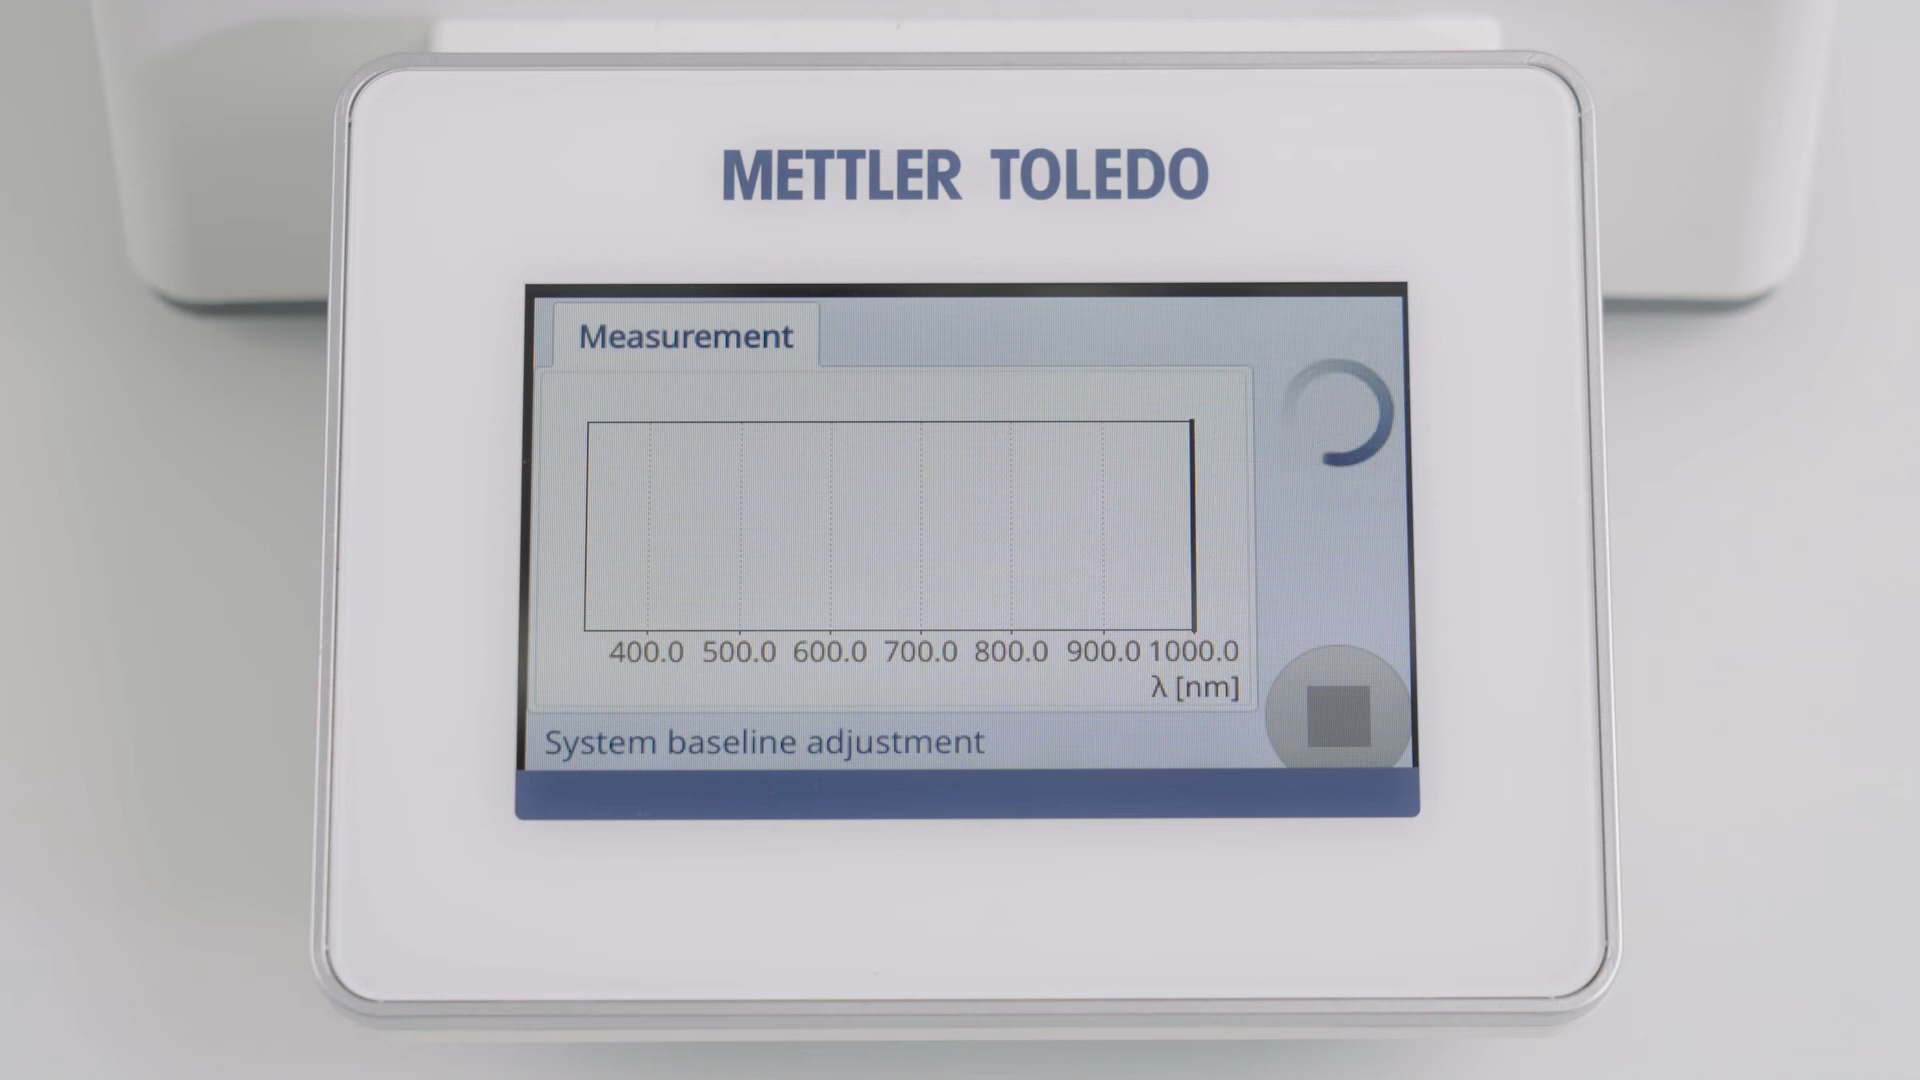 METTLER TOLEDO
Measurement
400.0 500.0 600.0 700.0 800.0 900.0 1000.0
λ [nm]
System baseline adjustment